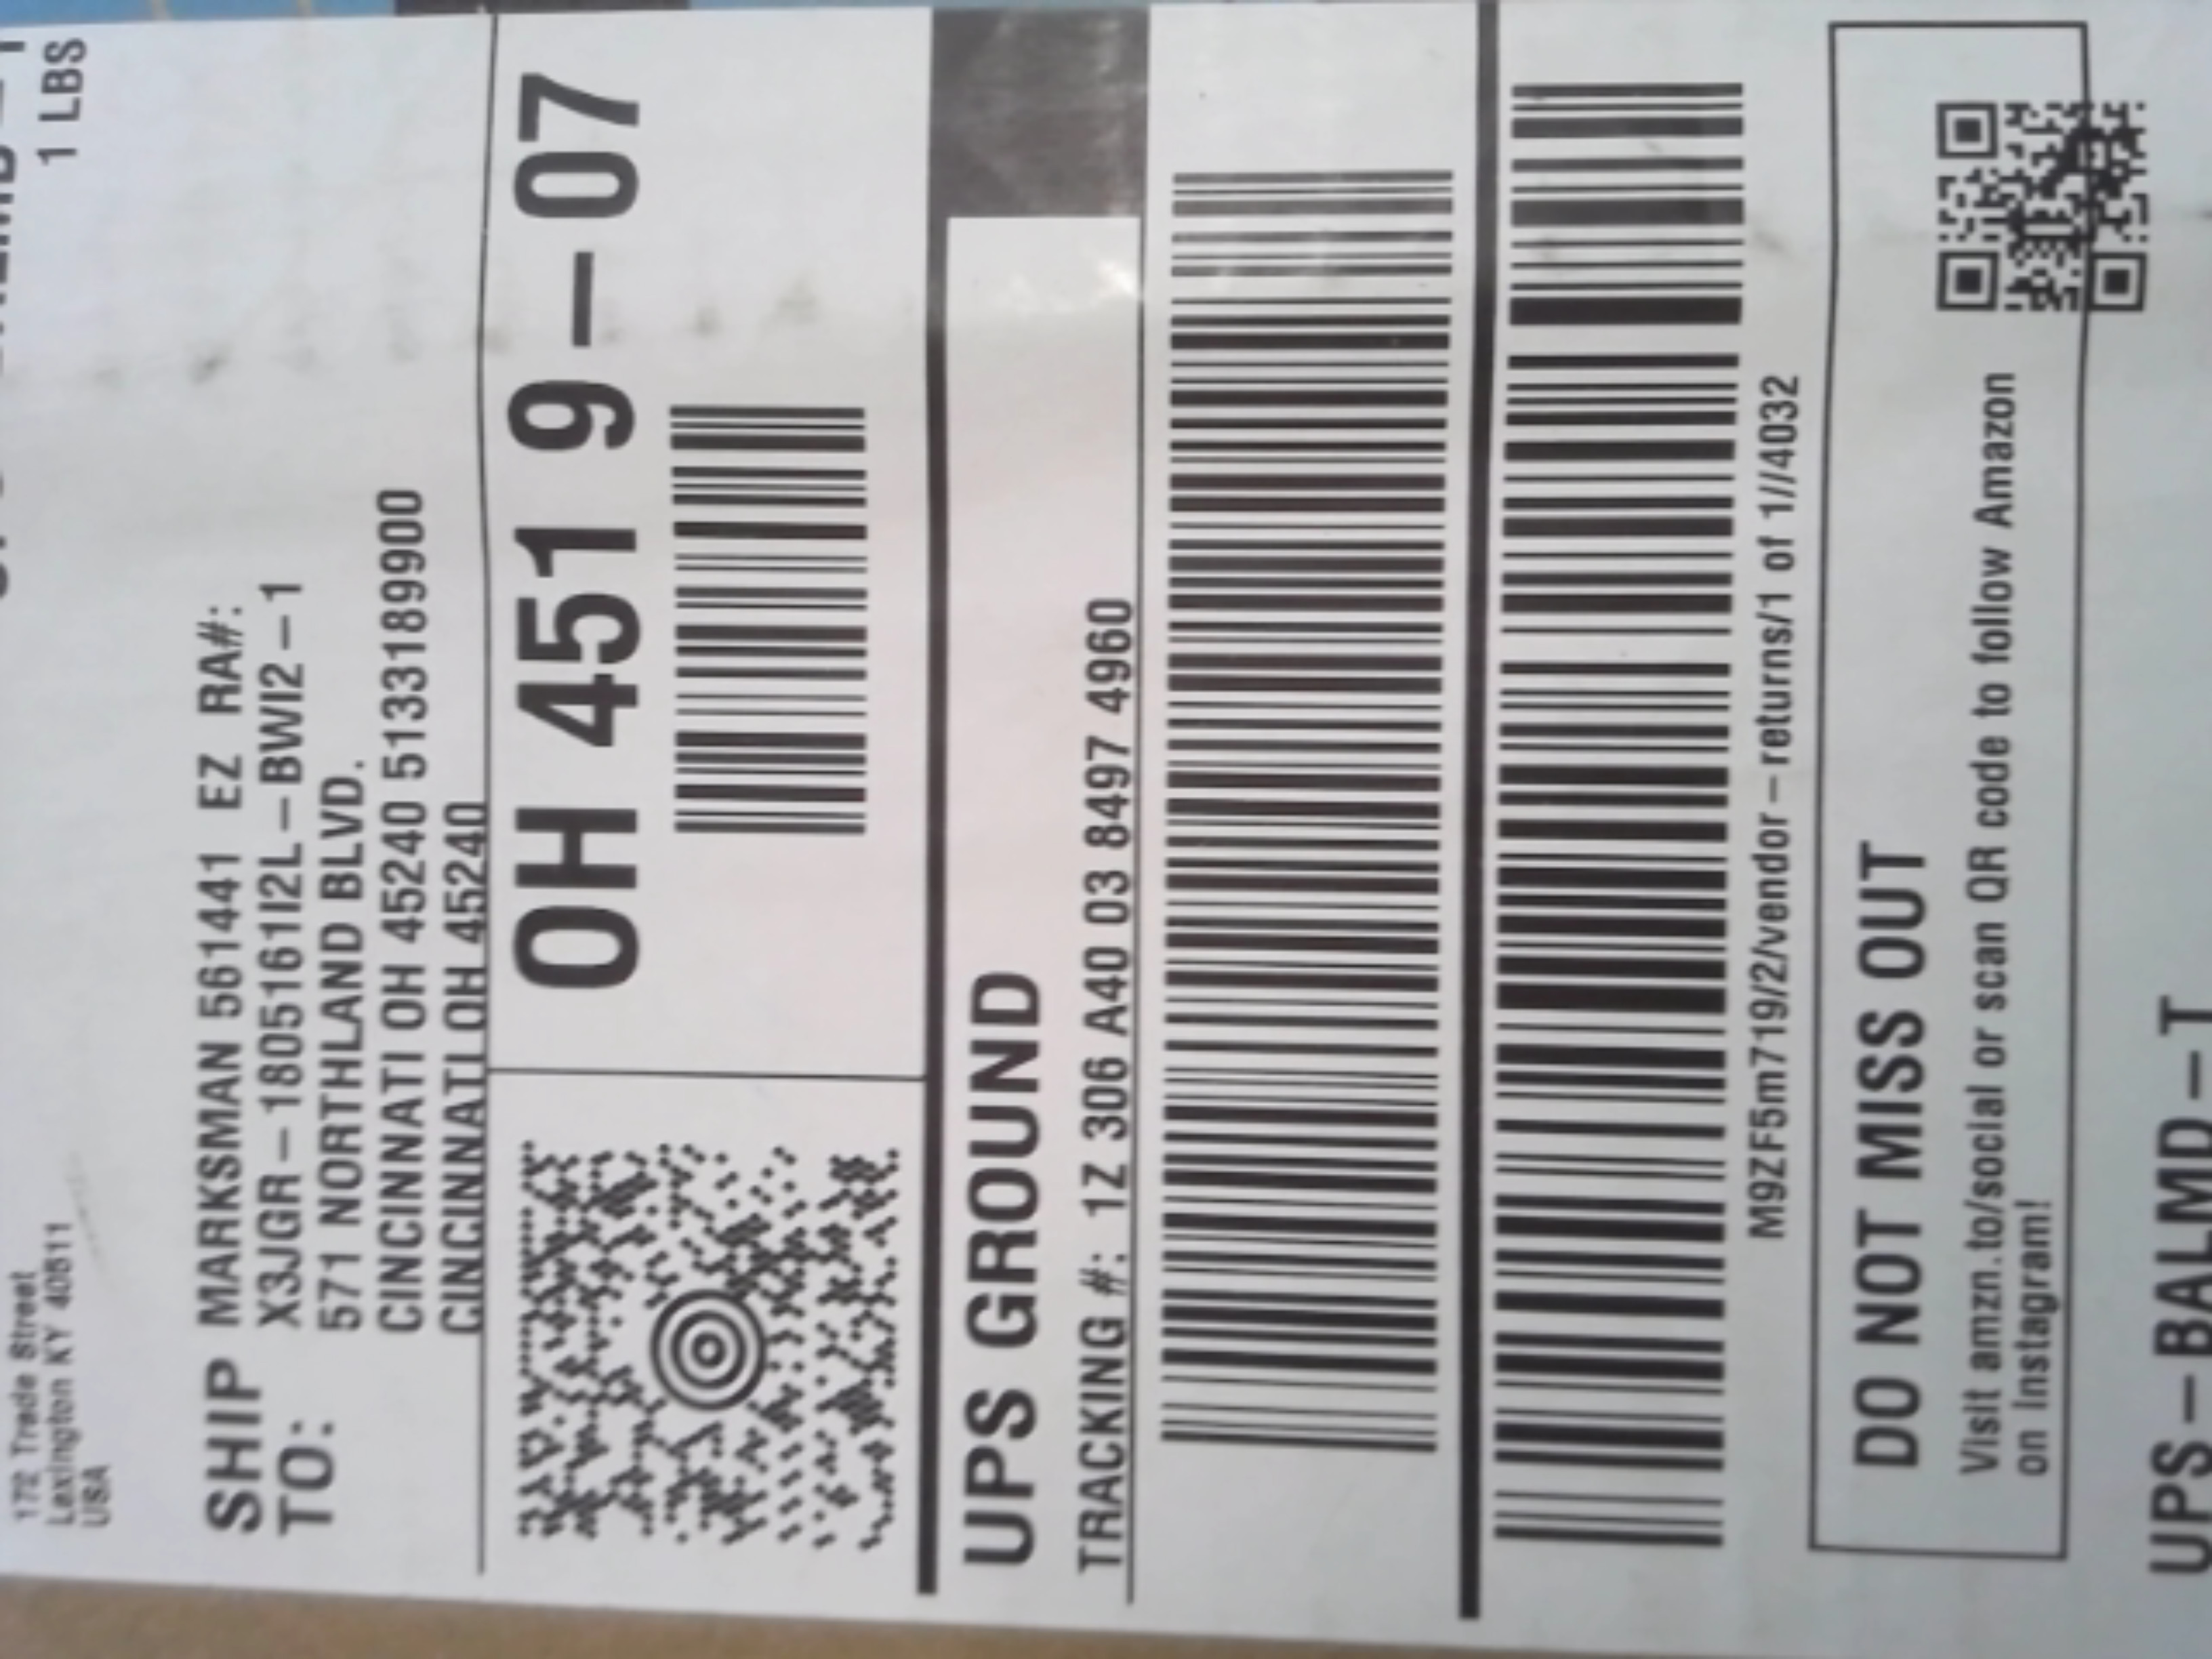 1 LBS
172 Trade Street
Lexington KY 40511
USA
SHIP TO:
MARKSMAN 561441 EZ RA#:
X3JGR-1805161I2L-BWI2-1
571 NORTHLAND BLVD.
CINCINNATI OH 45240 5133189900
CINCINNATI OH 45240
OH 451 9-07
UPS GROUND
TRACKING #: 1Z 306 A40 03 8497 4960
M9ZF5m719/2/vendor-returns/1 of 1//4032
DO NOT MISS OUT
Visit amzn.to/social or scan QR code to follow Amazon
on Instagram!
UPS-BALMD-T